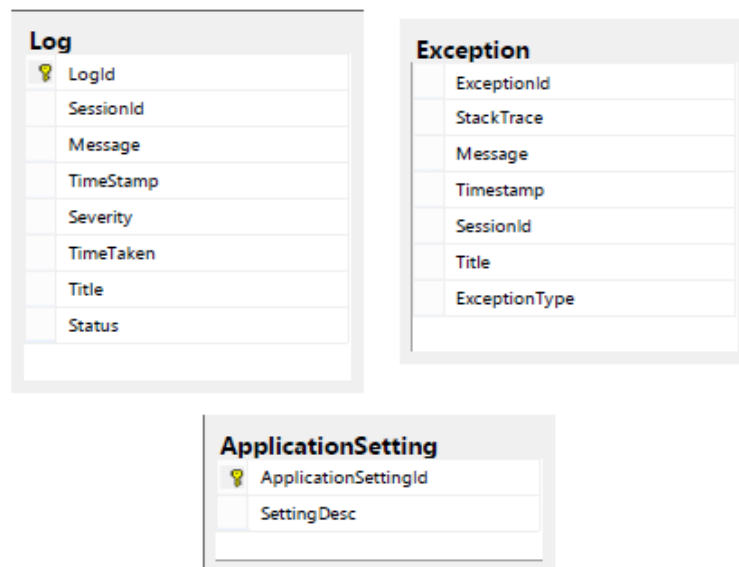 Log
LogId
SessionId
Message
TimeStamp
Severity
TimeTaken
Title
Status
Exception
ExceptionId
StackTrace
Message
Timestamp
SessionId
Title
ExceptionType
ApplicationSetting
ApplicationSettingId
SettingDesc